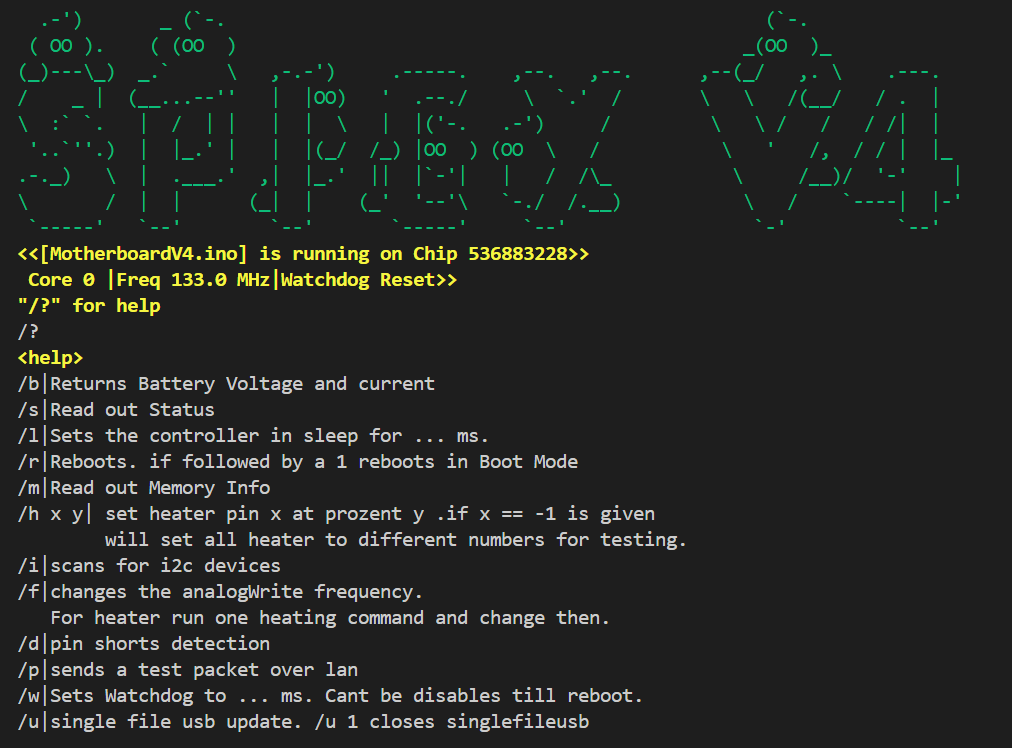 <<[MotherboardV4.ino] is running on Chip 536883228>>
Core 0 |Freq 133.0 MHz|Watchdog Reset>>
"/?" for help
/?
<help>
/b|Returns Battery Voltage and current
/s|Read out Status
/l|Sets the controller in sleep for ... ms.
/r|Reboots. if followed by a 1 reboots in Boot Mode
/m|Read out Memory Info
/h x y| set heater pin x at prozent y .if x == -1 is given
will set all heater to different numbers for testing.
/i|scans for i2c devices
/f|changes the analogWrite frequency.
For heater run one heating command and change then.
/d|pin shorts detection
/p|sends a test packet over lan
/w|Sets Watchdog to ... ms. Cant be disables till reboot.
/u|single file usb update. /u 1 closes singlefileusb